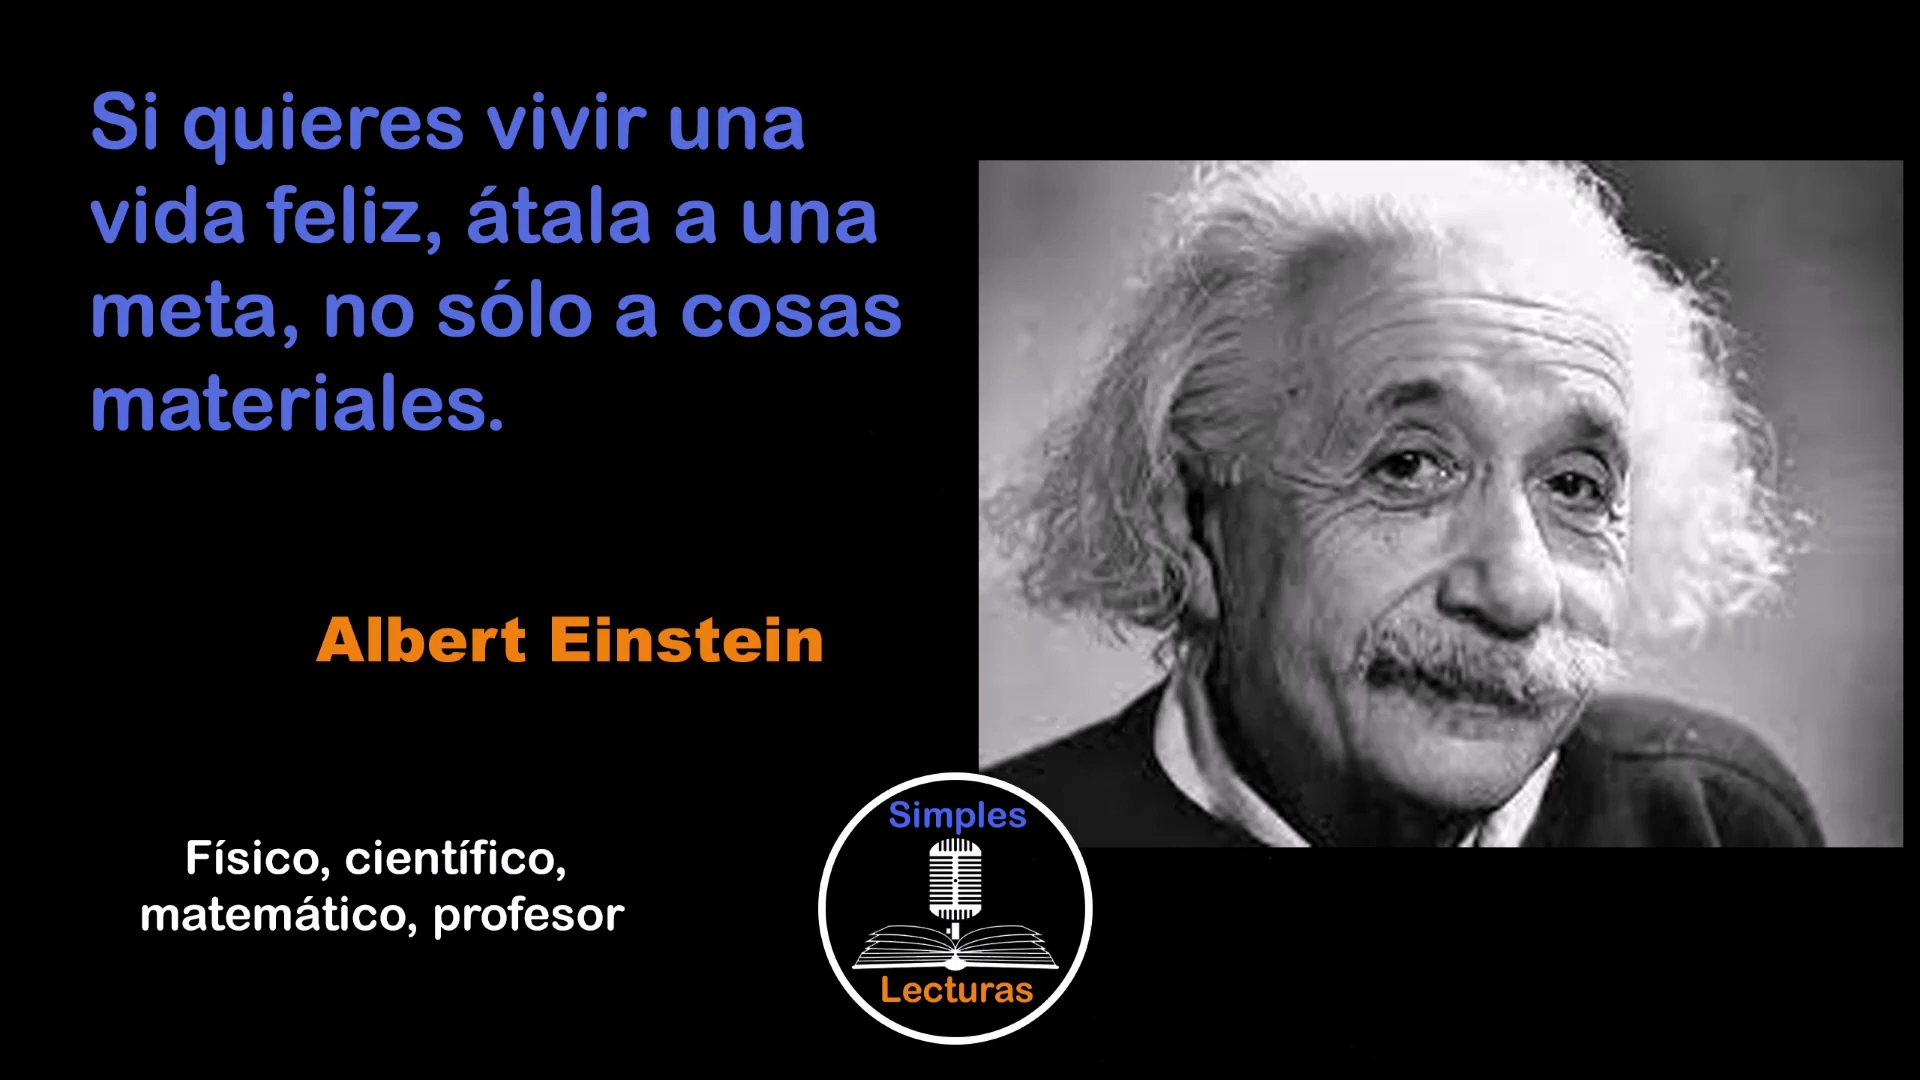 Si quieres vivir una
vida feliz, átala a una
meta, no sólo a cosas
materiales.
Albert Einstein
Físico, científico,
matemático, profesor
Simples
Lecturas